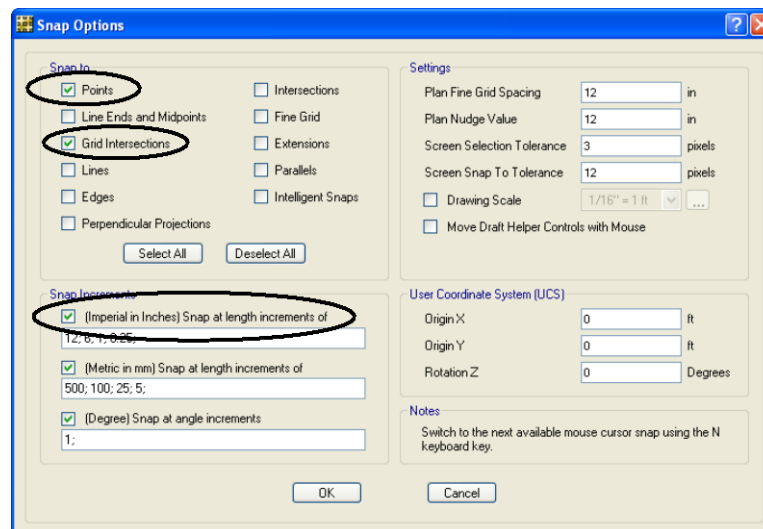 Snap Options
Snap to
Points
Intersections
Line Ends and Midpoints
Fine Grid
Grid Intersections
Extensions
Lines
Parallels
Edges
Intelligent Snaps
Perpendicular Projections
Select All
Deselect All
Settings
Plan Fine Grid Spacing 12 in
Plan Nudge Value 12 in
Screen Selection Tolerance 3 pixels
Screen Snap To Tolerance 12 pixels
Drawing Scale 1/16" = 1 ft ...
Move Draft Helper Controls with Mouse
Snap Increments
(Imperial in Inches) Snap at length increments of
12; 6; 1; 0.25;
(Metric in mm) Snap at length increments of
500; 100; 25; 5;
(Degree) Snap at angle increments
1;
User Coordinate System (UCS)
Origin X 0 ft
Origin Y 0 ft
Rotation Z 0 Degrees
Notes
Switch to the next available mouse cursor snap using the N
keyboard key.
OK
Cancel